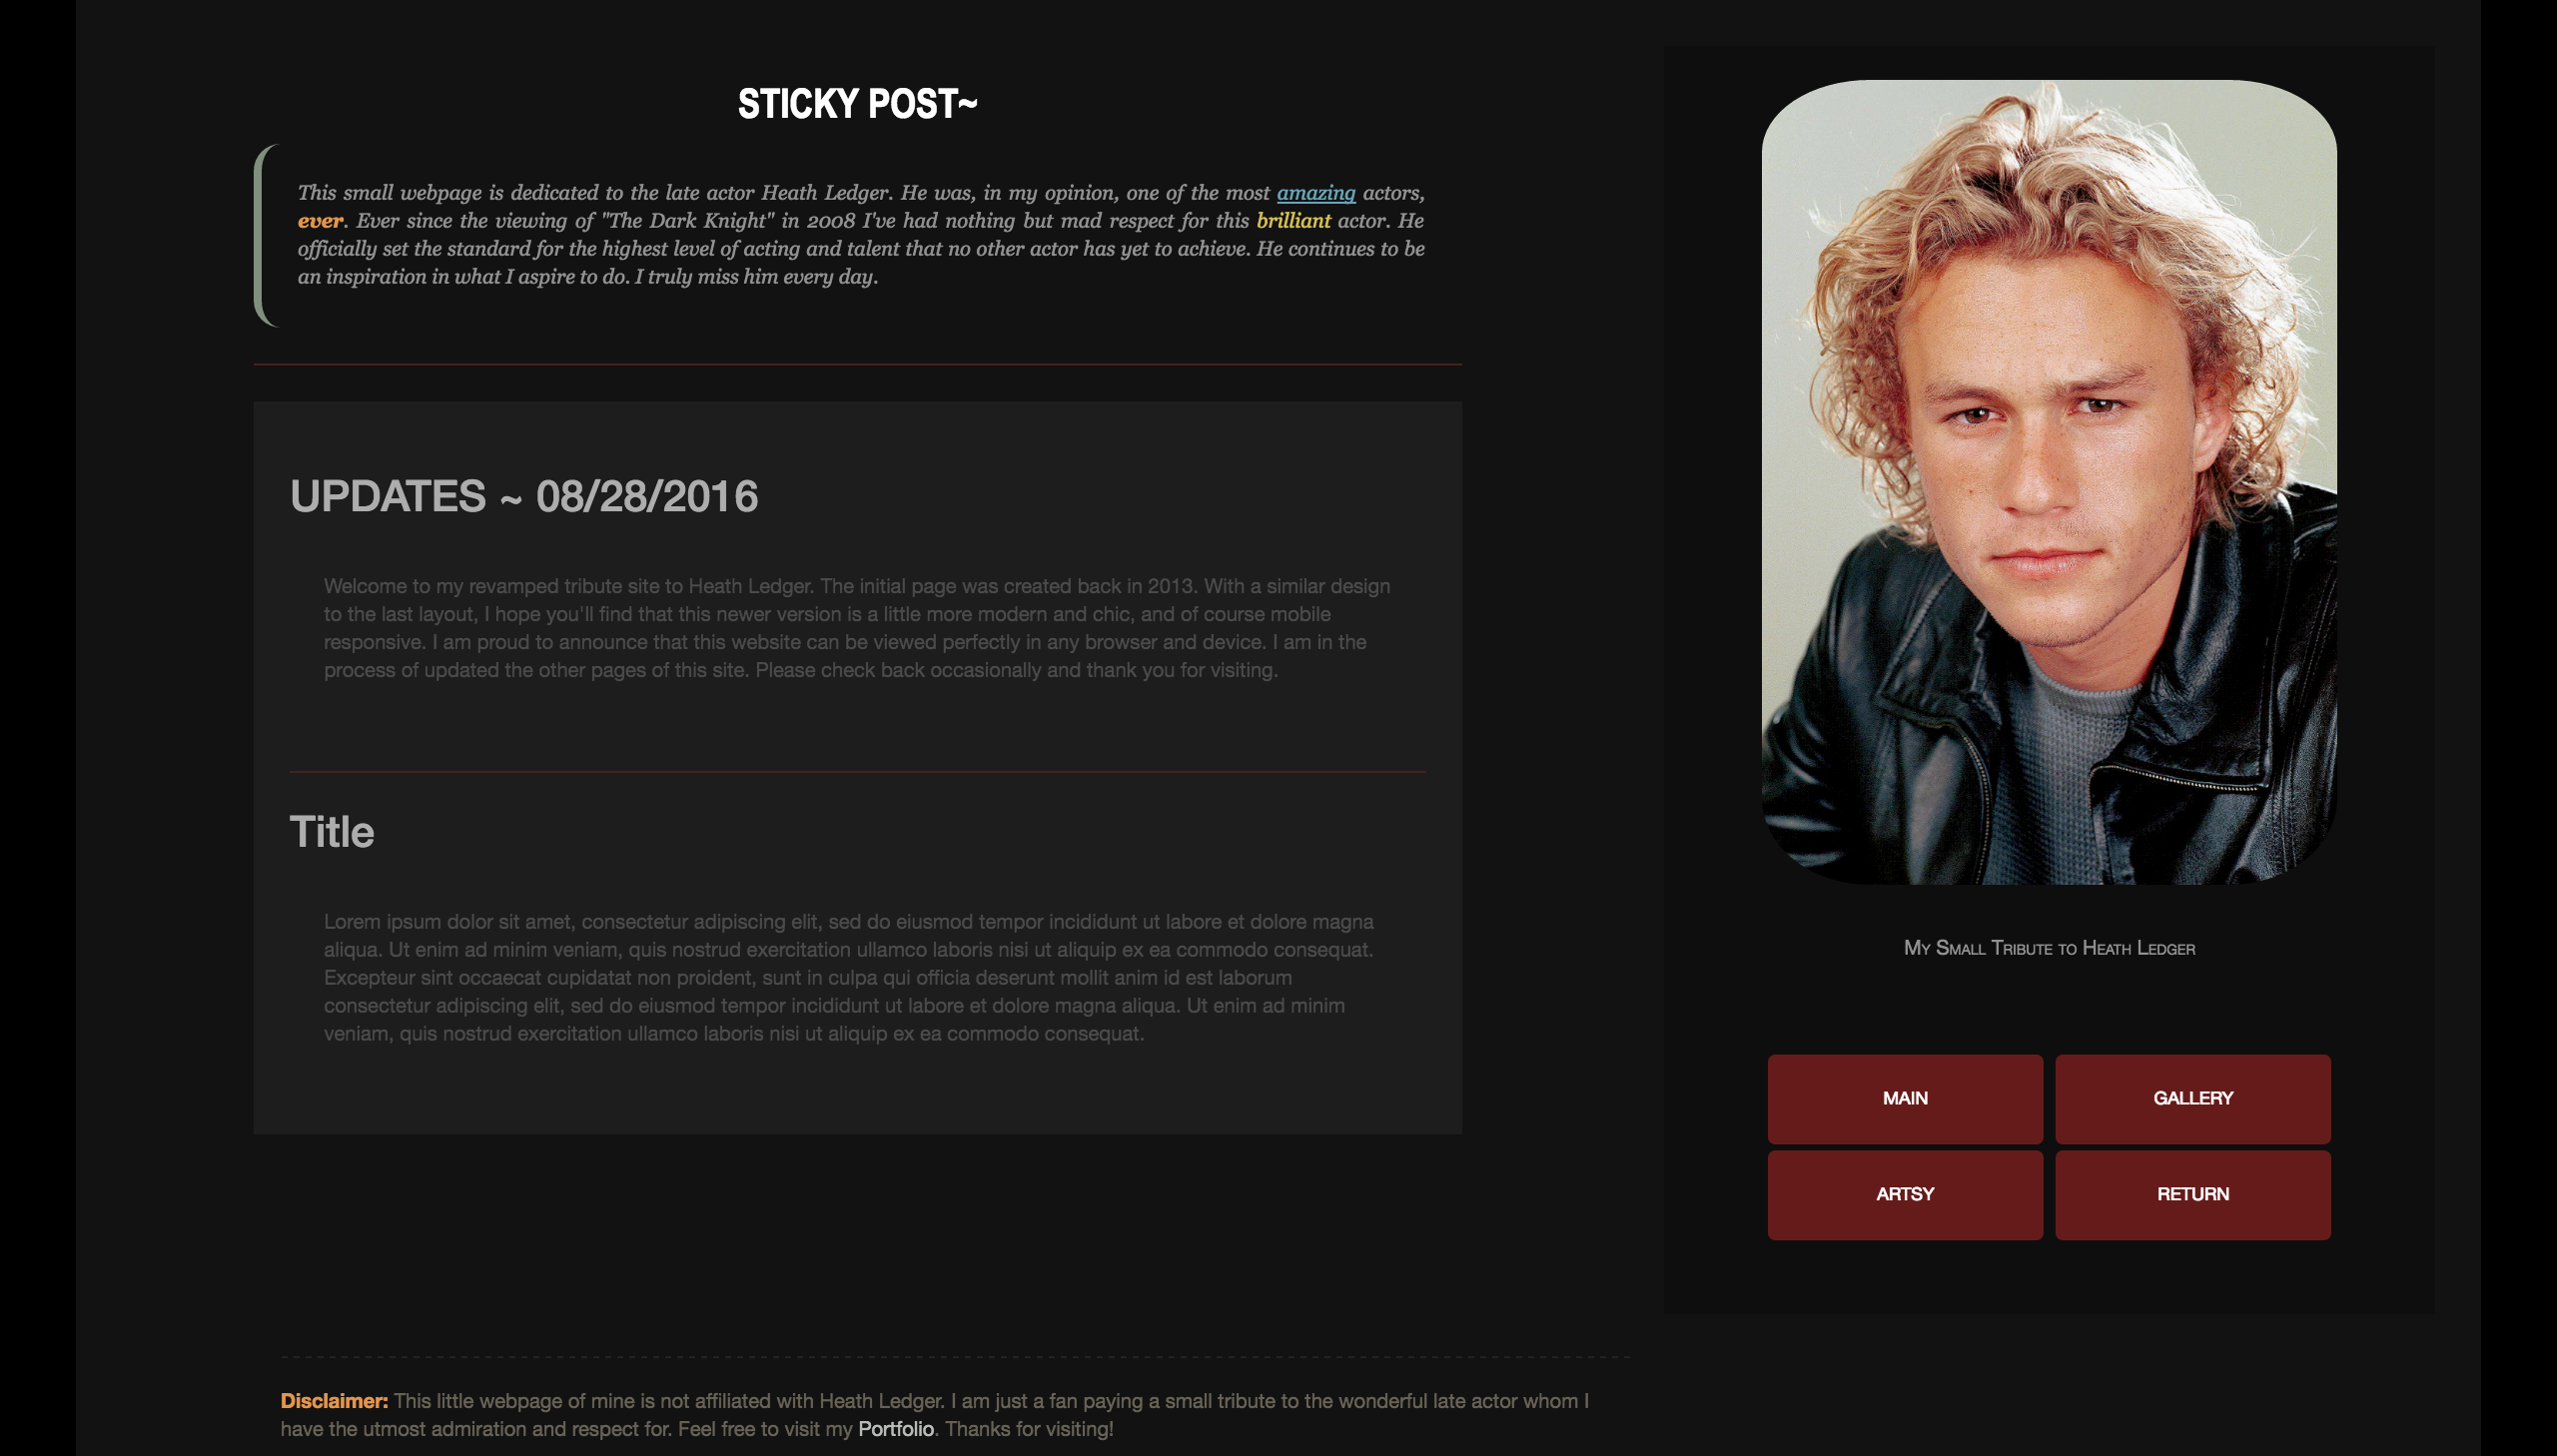 STICKY POST~
This small webpage is dedicated to the late actor Heath Ledger. He was, in my opinion, one of the most amazing actors,
ever. Ever since the viewing of "The Dark Knight" in 2008 I've had nothing but mad respect for this brilliant actor. He
officially set the standard for the highest level of acting and talent that no other actor has yet to achieve. He continues to be
an inspiration in what I aspire to do. I truly miss him every day.
UPDATES ~ 08/28/2016
Welcome to my revamped tribute site to Heath Ledger. The initial page was created back in 2013. With a similar design
to the last layout, I hope you'll find that this newer version is a little more modern and chic, and of course mobile
responsive. I am proud to announce that this website can be viewed perfectly in any browser and device. I am in the
process of updated the other pages of this site. Please check back occasionally and thank you for visiting.
Title
Lorem ipsum dolor sit amet, consectetur adipiscing elit, sed do eiusmod tempor incididunt ut labore et dolore magna
aliqua. Ut enim ad minim veniam, quis nostrud exercitation ullamco laboris nisi ut aliquip ex ea commodo consequat.
Excepteur sint occaecat cupidatat non proident, sunt in culpa qui officia deserunt mollit anim id est laborum
consectetur adipiscing elit, sed do eiusmod tempor incididunt ut labore et dolore magna aliqua. Ut enim ad minim
veniam, quis nostrud exercitation ullamco laboris nisi ut aliquip ex ea commodo consequat.
My Small Tribute to Heath Ledger
MAIN
GALLERY
ARTSY
RETURN
Disclaimer: This little webpage of mine is not affiliated with Heath Ledger. I am just a fan paying a small tribute to the wonderful late actor whom I
have the utmost admiration and respect for. Feel free to visit my Portfolio. Thanks for visiting!